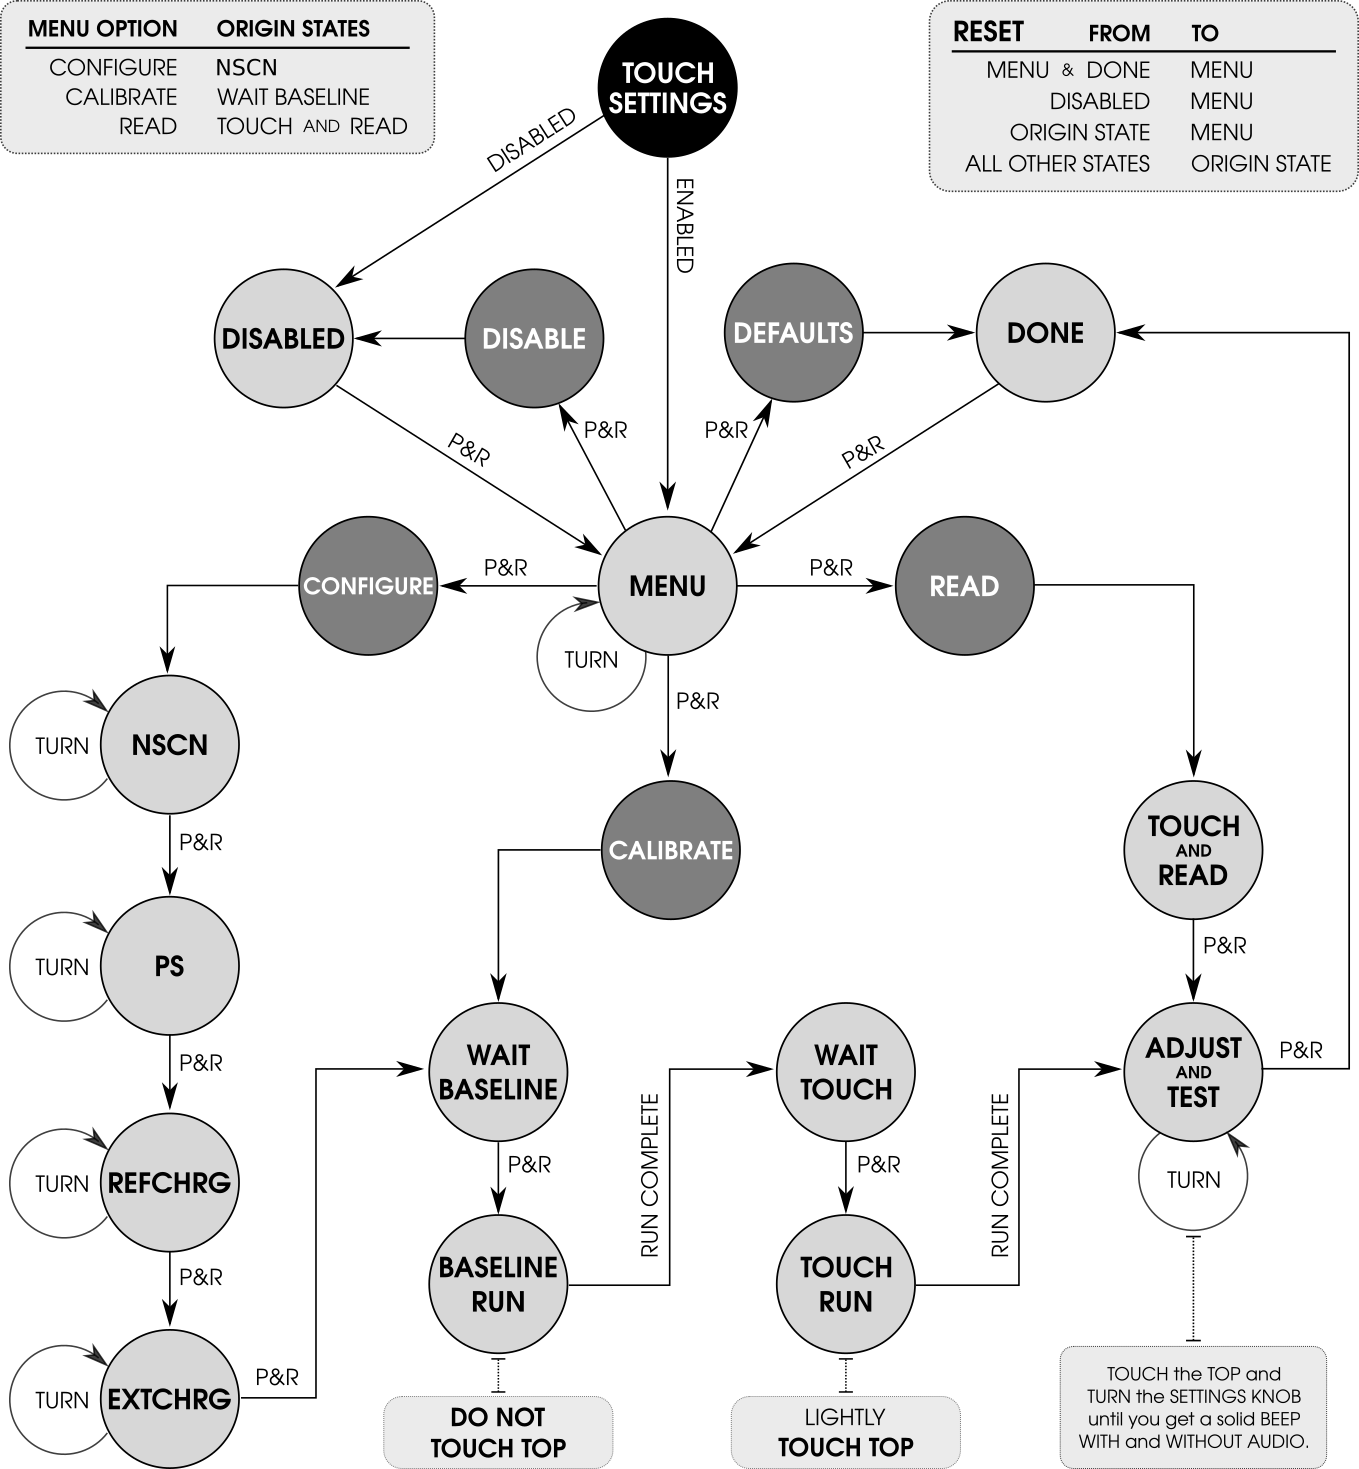 MENU OPTION ORIGIN STATES
CONFIGURE NSCN
CALIBRATE WAIT BASELINE
READ TOUCH AND READ
RESET FROM TO
MENU & DONE MENU
DISABLED MENU
ORIGIN STATE MENU
ALL OTHER STATES ORIGIN STATE
TOUCH
SETTINGS
DISABLED
ENABLED
DISABLED
DISABLE
DEFAULTS
DONE
P&R
P&R
P&R
P&R
CONFIGURE
P&R
MENU
P&R
READ
TURN
P&R
NSCN
TURN
P&R
CALIBRATE
TOUCH
AND
READ
P&R
PS
TURN
P&R
WAIT
BASELINE
WAIT
TOUCH
ADJUST
AND
TEST
P&R
P&R
RUN COMPLETE
P&R
RUN COMPLETE
TURN
REFCHRG
TURN
P&R
BASELINE
RUN
TOUCH
RUN
EXTCHRG
TURN
P&R
DO NOT
TOUCH TOP
LIGHTLY
TOUCH TOP
TOUCH the TOP and
TURN the SETTINGS KNOB
until you get a solid BEEP
WITH and WITHOUT AUDIO.